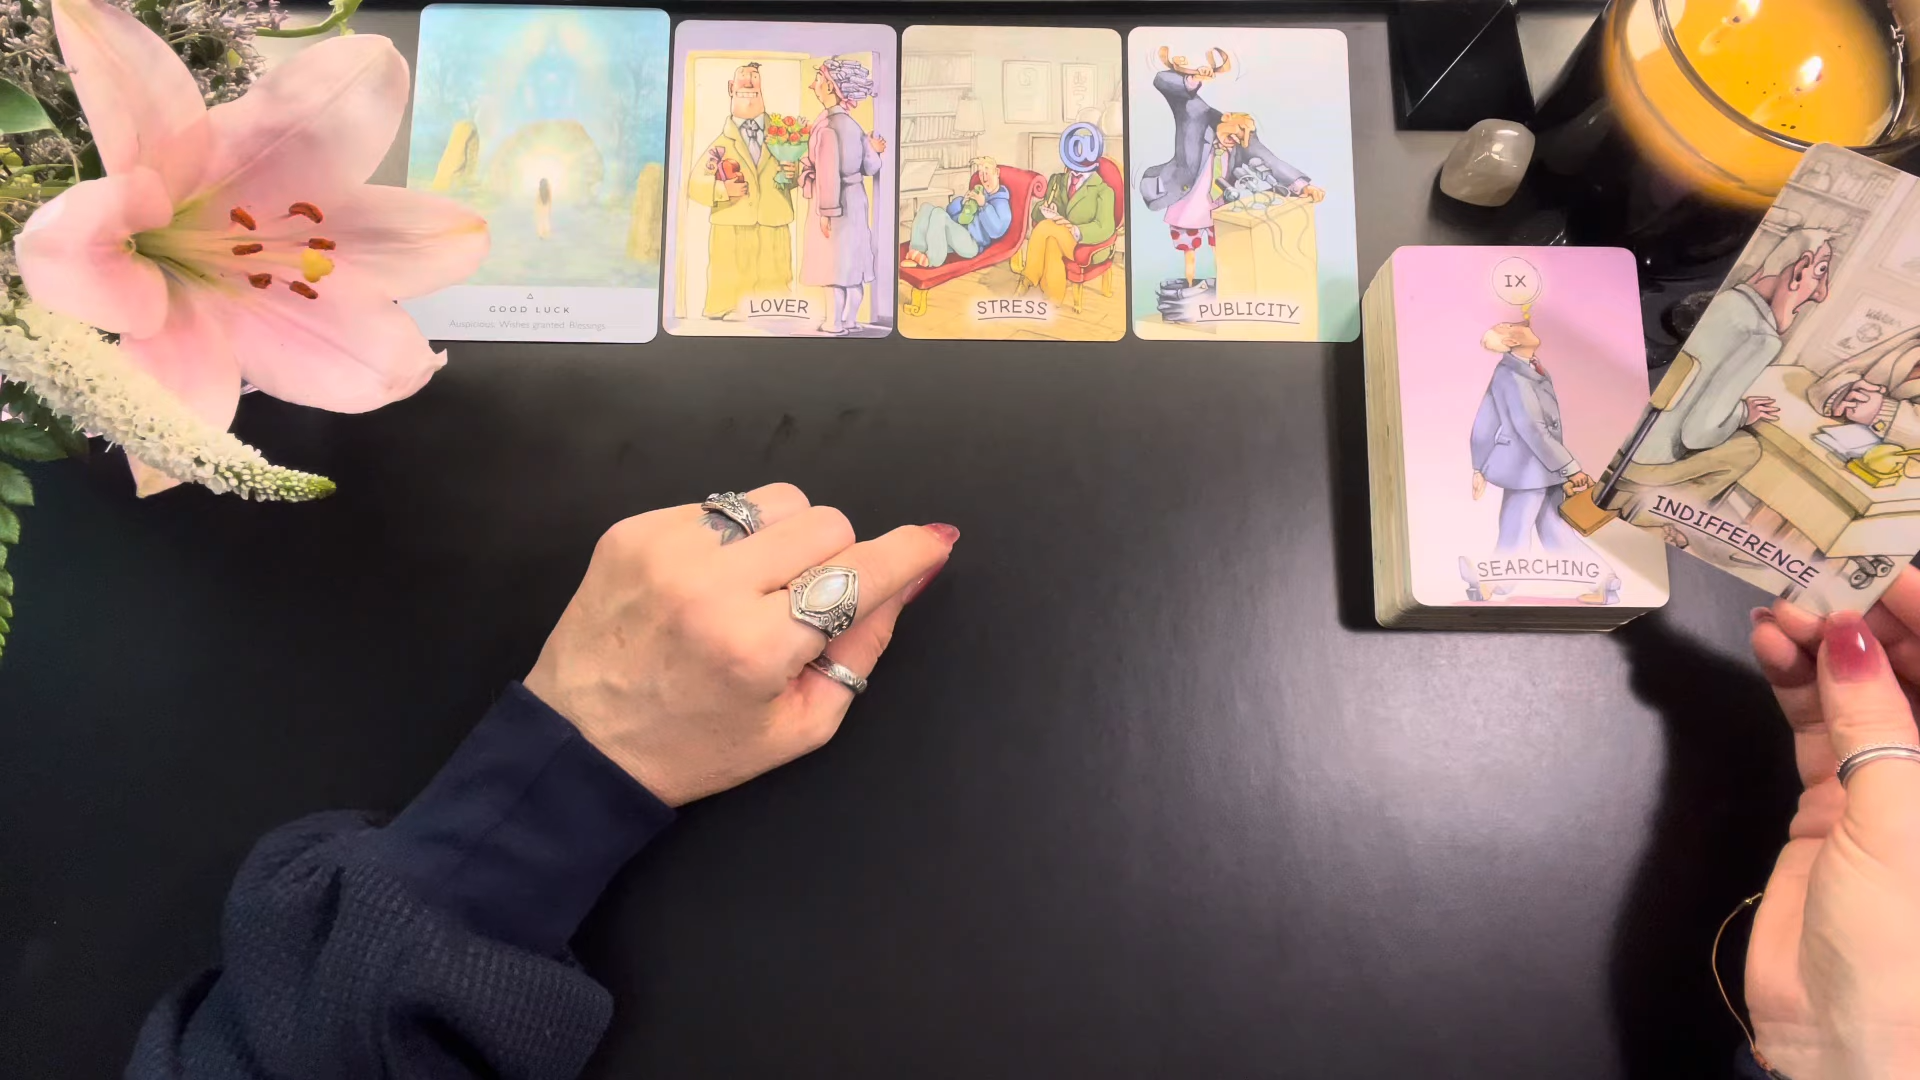 GOOD LUCK
Auspicious. Wishes granted. Blessings.
LOVER
STRESS
PUBLICITY
IX
SEARCHING
INDIFFERENCE
@